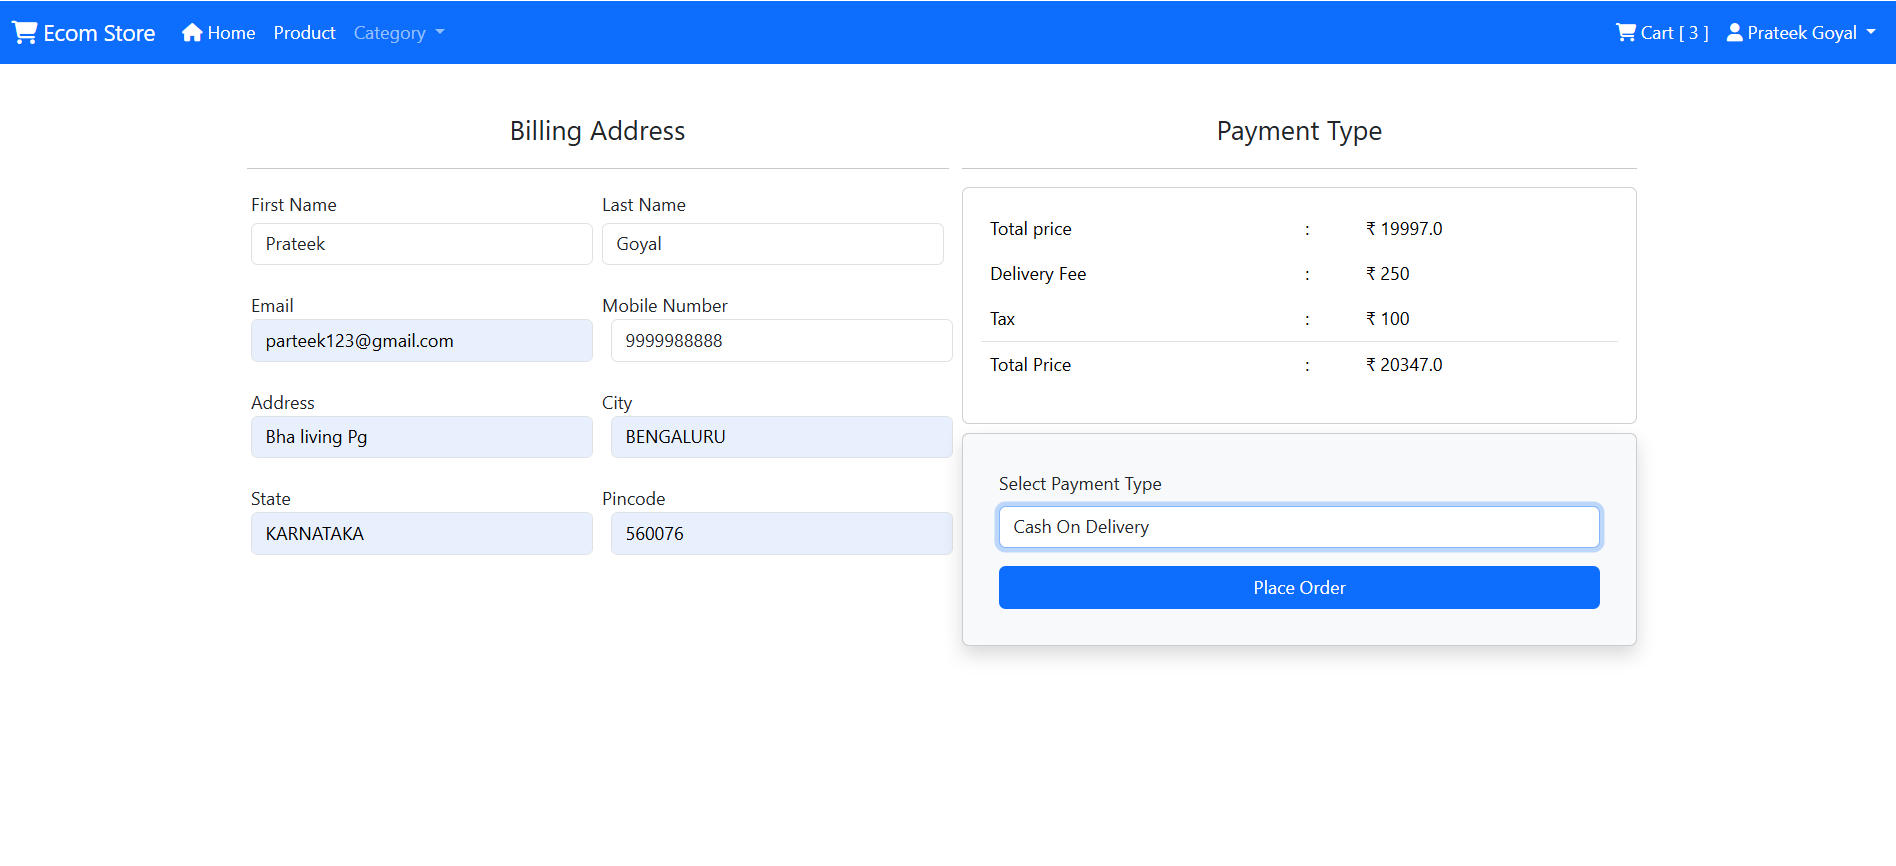 Ecom Store Home Product Category Cart [ 3 ] Prateek Goyal
Billing Address
First Name Last Name
Prateek Goyal
Email Mobile Number
parteek123@gmail.com 9999988888
Address City
Bha living Pg BENGALURU
State Pincode
KARNATAKA 560076
Payment Type
Total price : ₹ 19997.0
Delivery Fee : ₹ 250
Tax : ₹ 100
Total Price : ₹ 20347.0
Select Payment Type
Cash On Delivery
Place Order